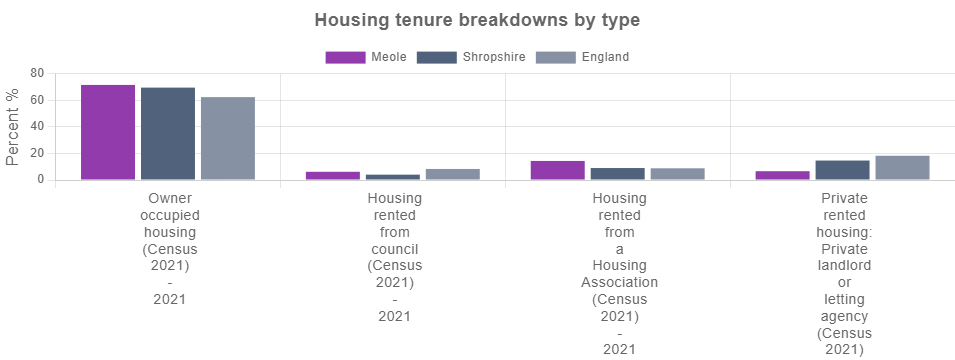 Housing tenure breakdowns by type
Meole
Shropshire
England
Percent %
80
60
40
20
0
Owner
occupied
housing
(Census
2021)
-
2021
Housing
rented
from
council
(Census
2021)
-
2021
Housing
rented
from
a
Housing
Association
(Census
2021)
-
2021
Private
rented
housing:
Private
landlord
or
letting
agency
(Census
2021)